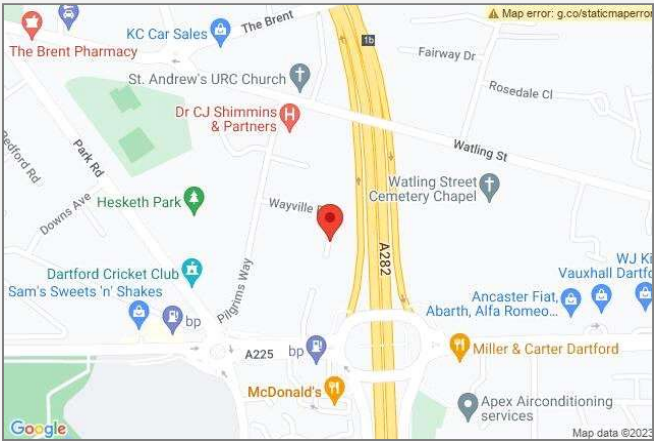 The Brent
Map error: g.co/staticmaperror
KC Car Sales
The Brent Pharmacy
1b
Fairway Dr
St. Andrew's URC Church
Rosedale Cl
Dr CJ Shimmins
& Partners
Watling St
Park Rd
Bedford Rd
Watling Street
Cemetery Chapel
Hesketh Park
Wayville
Downs Ave
A282
WJ Ki
Vauxhall Dartfo
Dartford Cricket Club
Pilgrims Way
Sam's Sweets 'n' Shakes
Ancaster Fiat,
Abarth, Alfa Romeo...
bp
A225
bp
Miller & Carter Dartford
McDonald's
Apex Airconditioning
services
Google
Map data ©2023